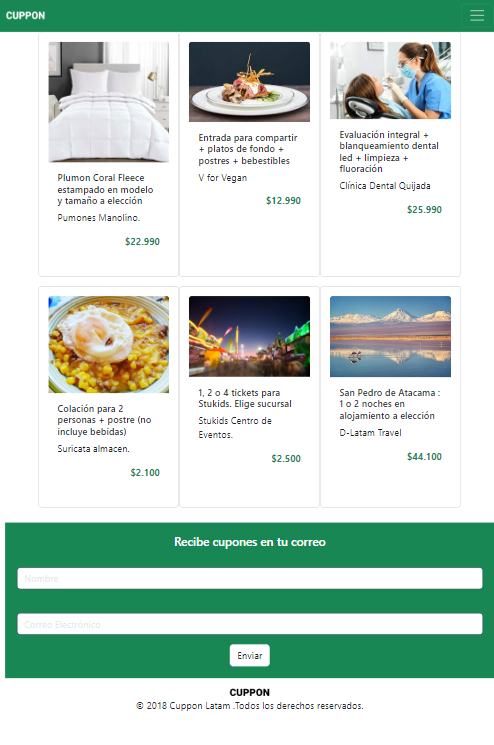 CUPPON
Plumon Coral Fleece
estampado en modelo
y tamaño a elección
Pumones Manolino.
$22.990
Entrada para compartir
+ platos de fondo +
postres + bebestibles
V for Vegan
$12.990
Evaluación integral +
blanqueamiento dental
led + limpieza +
fluoración
Clínica Dental Quijada
$25.990
Colación para 2
personas + postre (no
incluye bebidas)
Suricata almacen.
$2.100
1, 2 o 4 tickets para
Stukids. Elige sucursal
Stukids Centro de
Eventos.
$2.500
San Pedro de Atacama :
1 o 2 noches en
alojamiento a elección
D-Latam Travel
$44.100
Recibe cupones en tu correo
Nombre
Correo Electrónico
Enviar
CUPPON
© 2018 Cuppon Latam .Todos los derechos reservados.